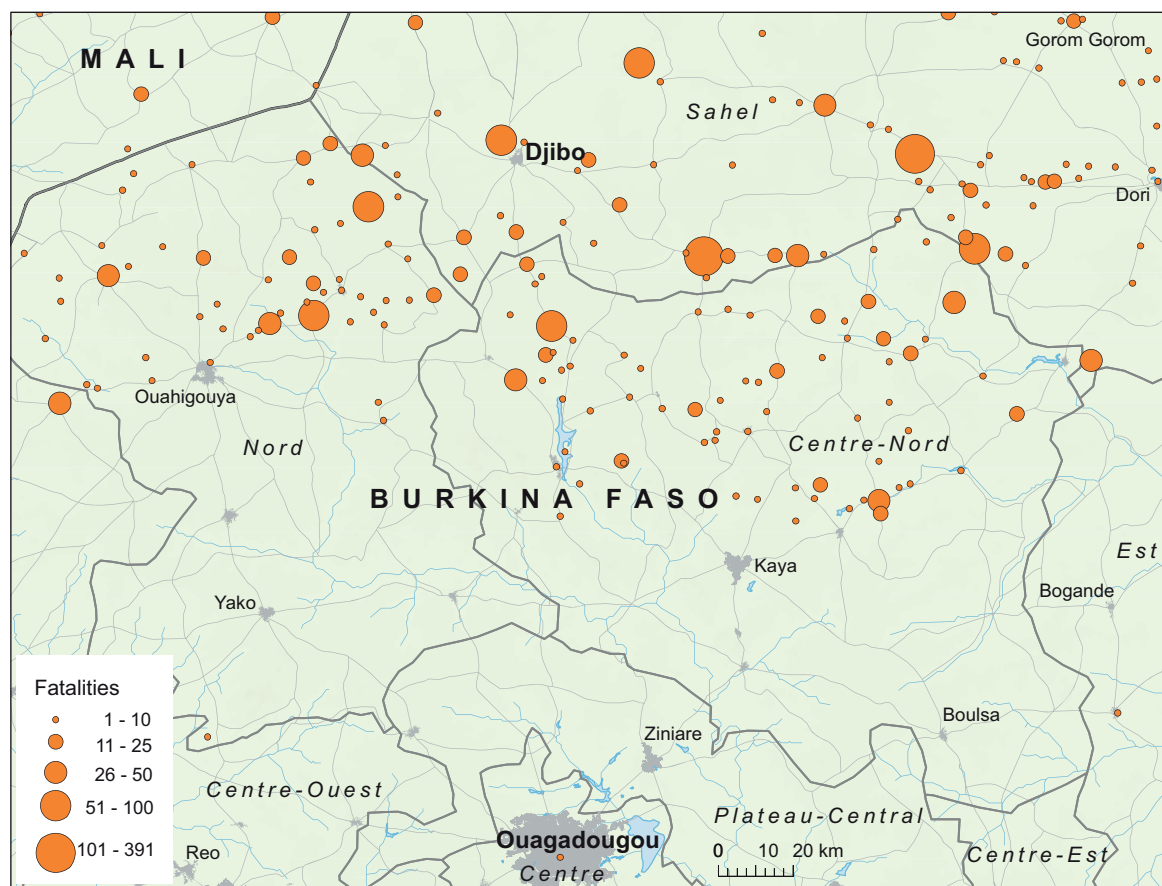 MALI
Gorom Gorom
Sahel
Djibo
Dori
Ouahigouya
Nord
Centre-Nord
BURKINA FASO
Est
Kaya
Bogande
Yako
Fatalities
1 - 10
11 - 25
26 - 50
51 - 100
101 - 391
Boulsa
Ziniare
Centre-Ouest
Plateau-Central
Ouagadougou
0 10 20 km
Reo
Centre
Centre-Est